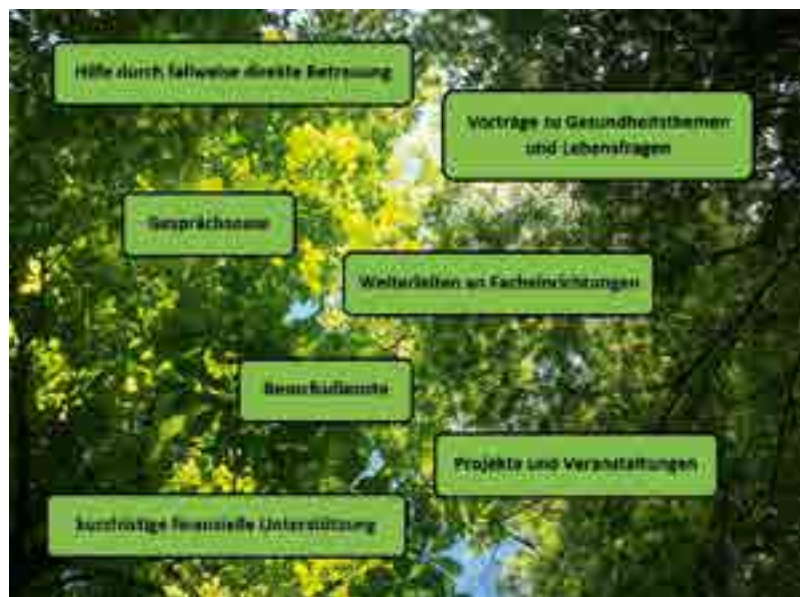 Hilfe durch fallweise direkte Betreuung
Vorträge zu Gesundheitsthemen
und Lebensfragen
Gesprächsoase
Weiterleiten an Facheinrichtungen
Besuchsdienste
Projekte und Veranstaltungen
kurzfristige finanzielle Unterstützung